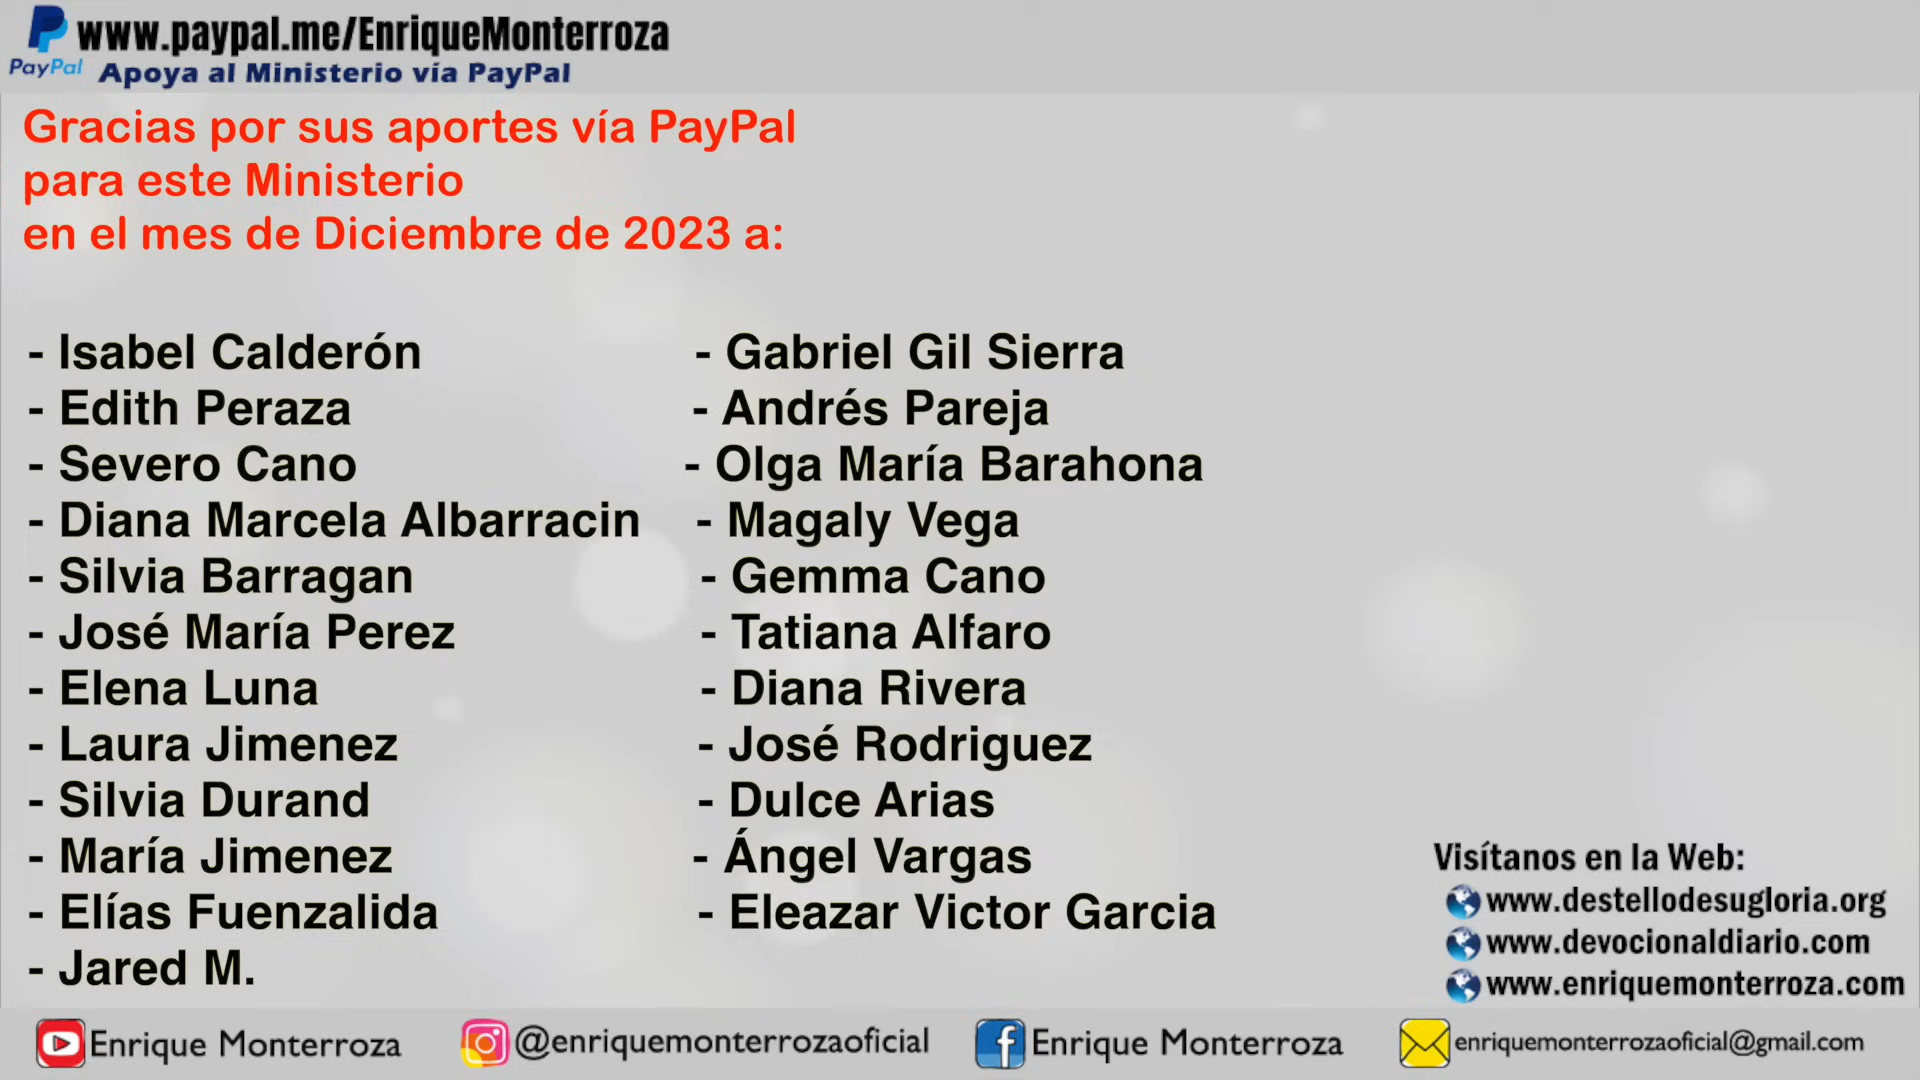 www.paypal.me/EnriqueMonterroza
PayPal Apoya al Ministerio vía PayPal
Gracias por sus aportes vía PayPal
para este Ministerio
en el mes de Diciembre de 2023 a:
- Isabel Calderón
- Edith Peraza
- Severo Cano
- Diana Marcela Albarracin
- Silvia Barragan
- José María Perez
- Elena Luna
- Laura Jimenez
- Silvia Durand
- María Jimenez
- Elías Fuenzalida
- Jared M.
- Gabriel Gil Sierra
- Andrés Pareja
- Olga María Barahona
- Magaly Vega
- Gemma Cano
- Tatiana Alfaro
- Diana Rivera
- José Rodriguez
- Dulce Arias
- Ángel Vargas
- Eleazar Victor Garcia
Visítanos en la Web:
www.destellodesugloria.org
www.devocionaldiario.com
www.enriquemonterroza.com
Enrique Monterroza
@enriquemonterrozaoficial
Enrique Monterroza
enriquemonterrozaoficial@gmail.com